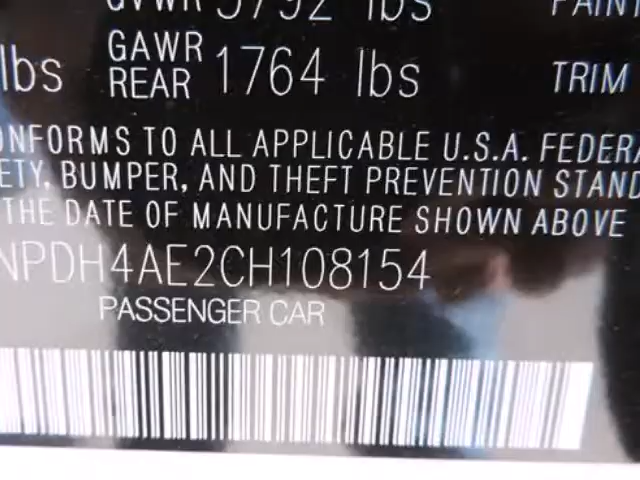 GVWR 3792 lbs PAINT
lbs GAWR REAR 1764 lbs TRIM
ONFORMS TO ALL APPLICABLE U.S.A. FEDERA
ETY, BUMPER, AND THEFT PREVENTION STAND
THE DATE OF MANUFACTURE SHOWN ABOVE
NPDH4AE2CH108154
PASSENGER CAR